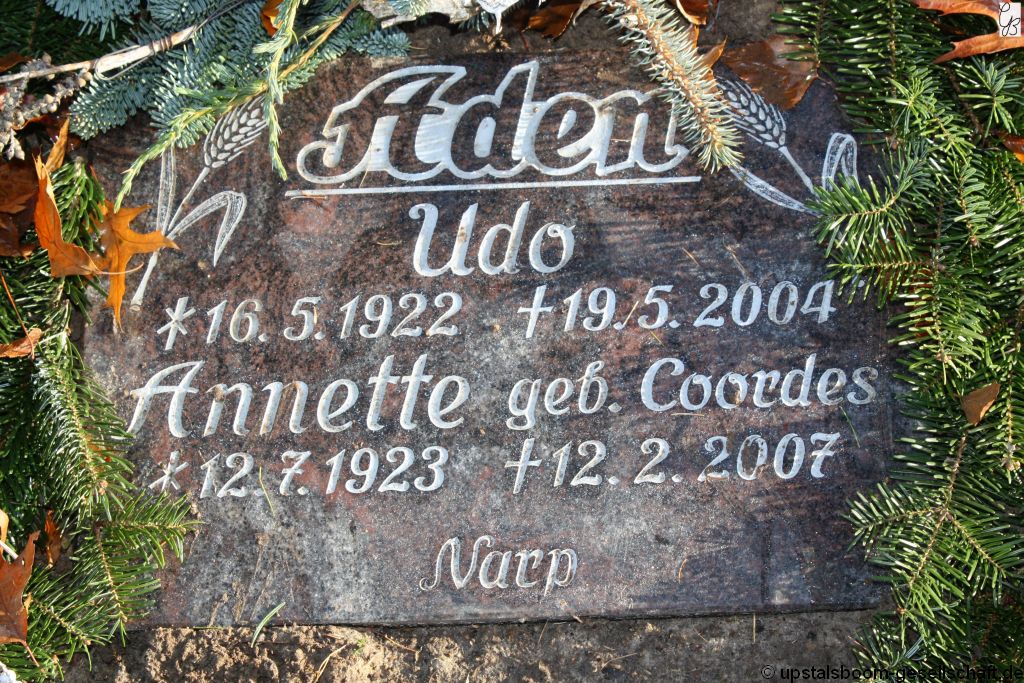 Aden
Udo
*16.5.1922 †19.5.2004
Annette geb. Coordes
*12.7.1923 †12.2.2007
Narp
© upstalsboom-gesellschaft.de